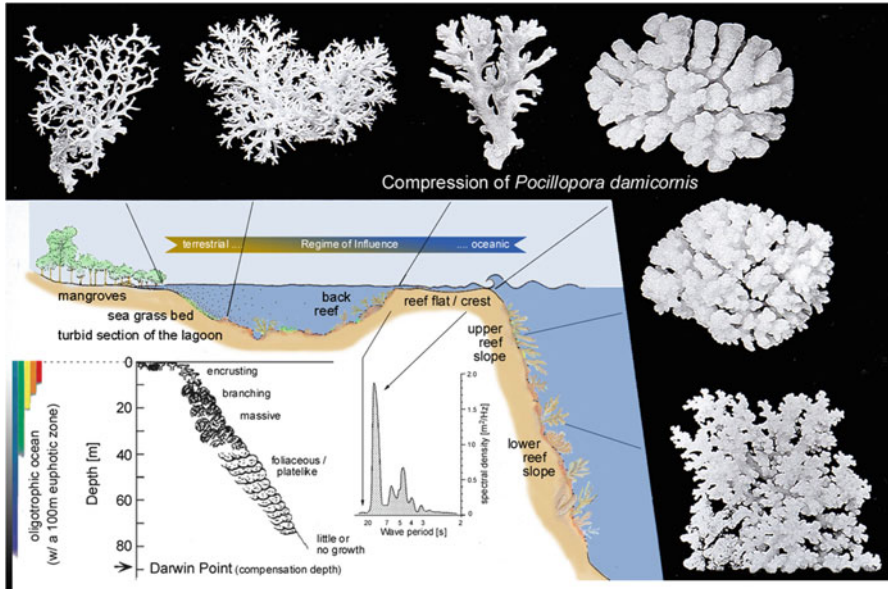 Compression of Pocillopora damicornis
terrestrial ....
Regime of Influence
.... oceanic
mangroves
sea grass bed
turbid section of the lagoon
back
reef
reef flat / crest
upper
reef
slope
lower
reef
slope
oligotrophic ocean
(w/ a 100m euphotic zone)
Depth [m]
0
20
40
60
80
encrusting
branching
massive
foliaceous /
platelike
little or
no growth
Darwin Point (compensation depth)
spectral density [m²/Hz]
2.0
1.5
1.0
0.5
0
20 7 5 4 3 2
Wave period [s]